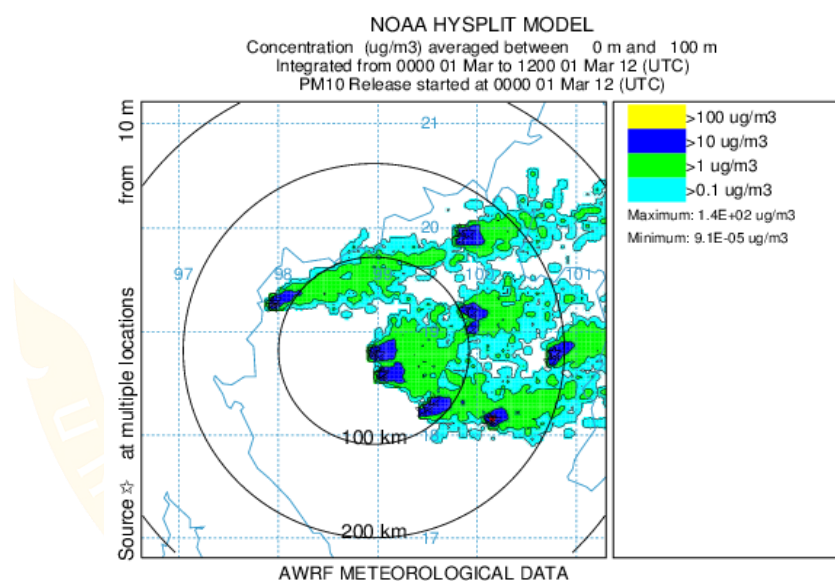 NOAA HYSPLIT MODEL
Concentration (ug/m3) averaged between 0 m and 100 m
Integrated from 0000 01 Mar to 1200 01 Mar 12 (UTC)
PM10 Release started at 0000 01 Mar 12 (UTC)
Source ☆ at multiple locations from 10 m
21
20
97
98
99
101
100 km
200 km
17
>100 ug/m3
>10 ug/m3
>1 ug/m3
>0.1 ug/m3
Maximum: 1.4E+02 ug/m3
Minimum: 9.1E-05 ug/m3
AWRF METEOROLOGICAL DATA